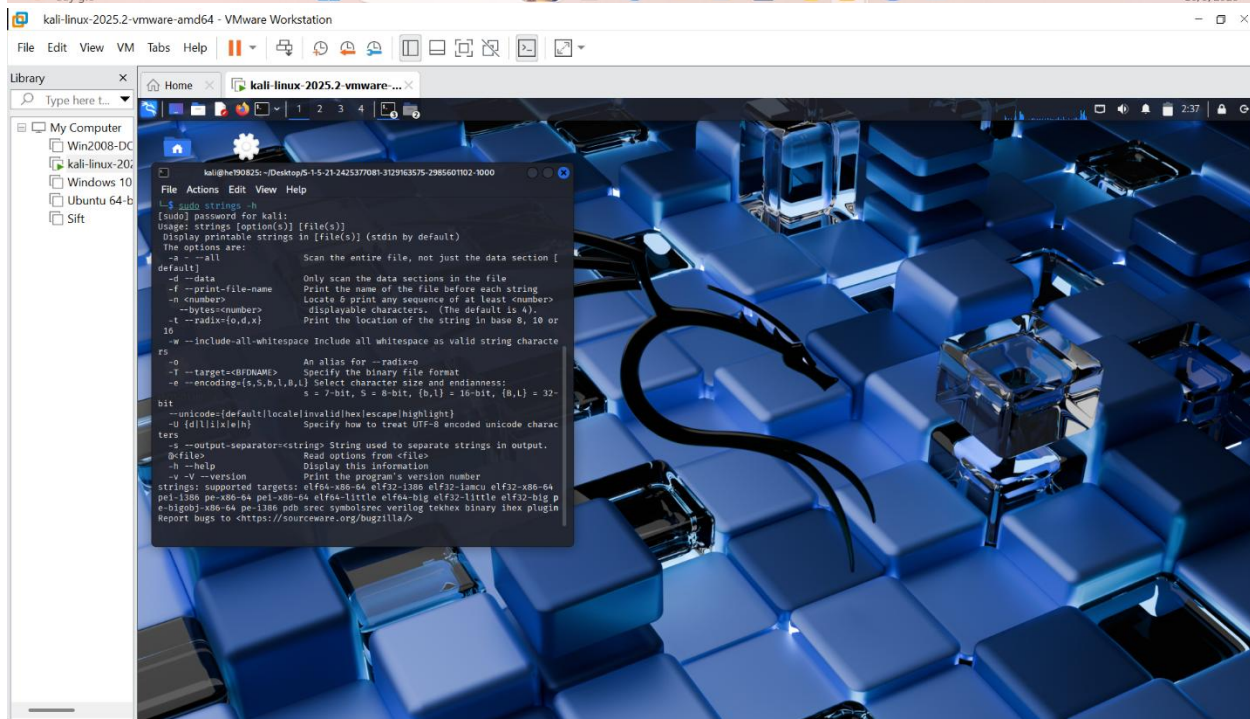 kali-linux-2025.2-vmware-amd64 - VMware Workstation
File Edit View VM Tabs Help
Library
Type here t...
Home
kali-linux-2025.2-vmware-...
1 2 3 4
2:37
My Computer
Win2008-DC
kali-linux-202
Windows 10
Ubuntu 64-b
Sift
kali@he190825: ~/Desktop/S-1-5-21-2425377081-3129163575-2985601102-1000
File Actions Edit View Help
└─$ sudo strings -h
[sudo] password for kali:
Usage: strings [option(s)] [file(s)]
Display printable strings in [file(s)] (stdin by default)
The options are:
-a - --all Scan the entire file, not just the data section [
default]
-d --data Only scan the data sections in the file
-f --print-file-name Print the name of the file before each string
-n <number> Locate & print any sequence of at least <number>
--bytes=<number> displayable characters. (The default is 4).
-t --radix={o,d,x} Print the location of the string in base 8, 10 or
16
-w --include-all-whitespace Include all whitespace as valid string characte
rs
-o An alias for --radix=o
-T --target=<BFDNAME> Specify the binary file format
-e --encoding={s,S,b,l,B,L} Select character size and endianness:
s = 7-bit, S = 8-bit, {b,l} = 16-bit, {B,L} = 32-
bit
--unicode={default|locale|invalid|hex|escape|highlight}
-U {d|l|i|x|e|h} Specify how to treat UTF-8 encoded unicode charac
ters
-s --output-separator=<string> String used to separate strings in output.
@<file> Read options from <file>
-h --help Display this information
-v -V --version Print the program's version number
strings: supported targets: elf64-x86-64 elf32-i386 elf32-iamcu elf32-x86-64
pei-i386 pe-x86-64 pei-x86-64 elf64-little elf64-big elf32-little elf32-big p
e-bigobj-x86-64 pe-i386 pdb srec symbolsrec verilog tekhex binary ihex plugin
Report bugs to <https://sourceware.org/bugzilla/>